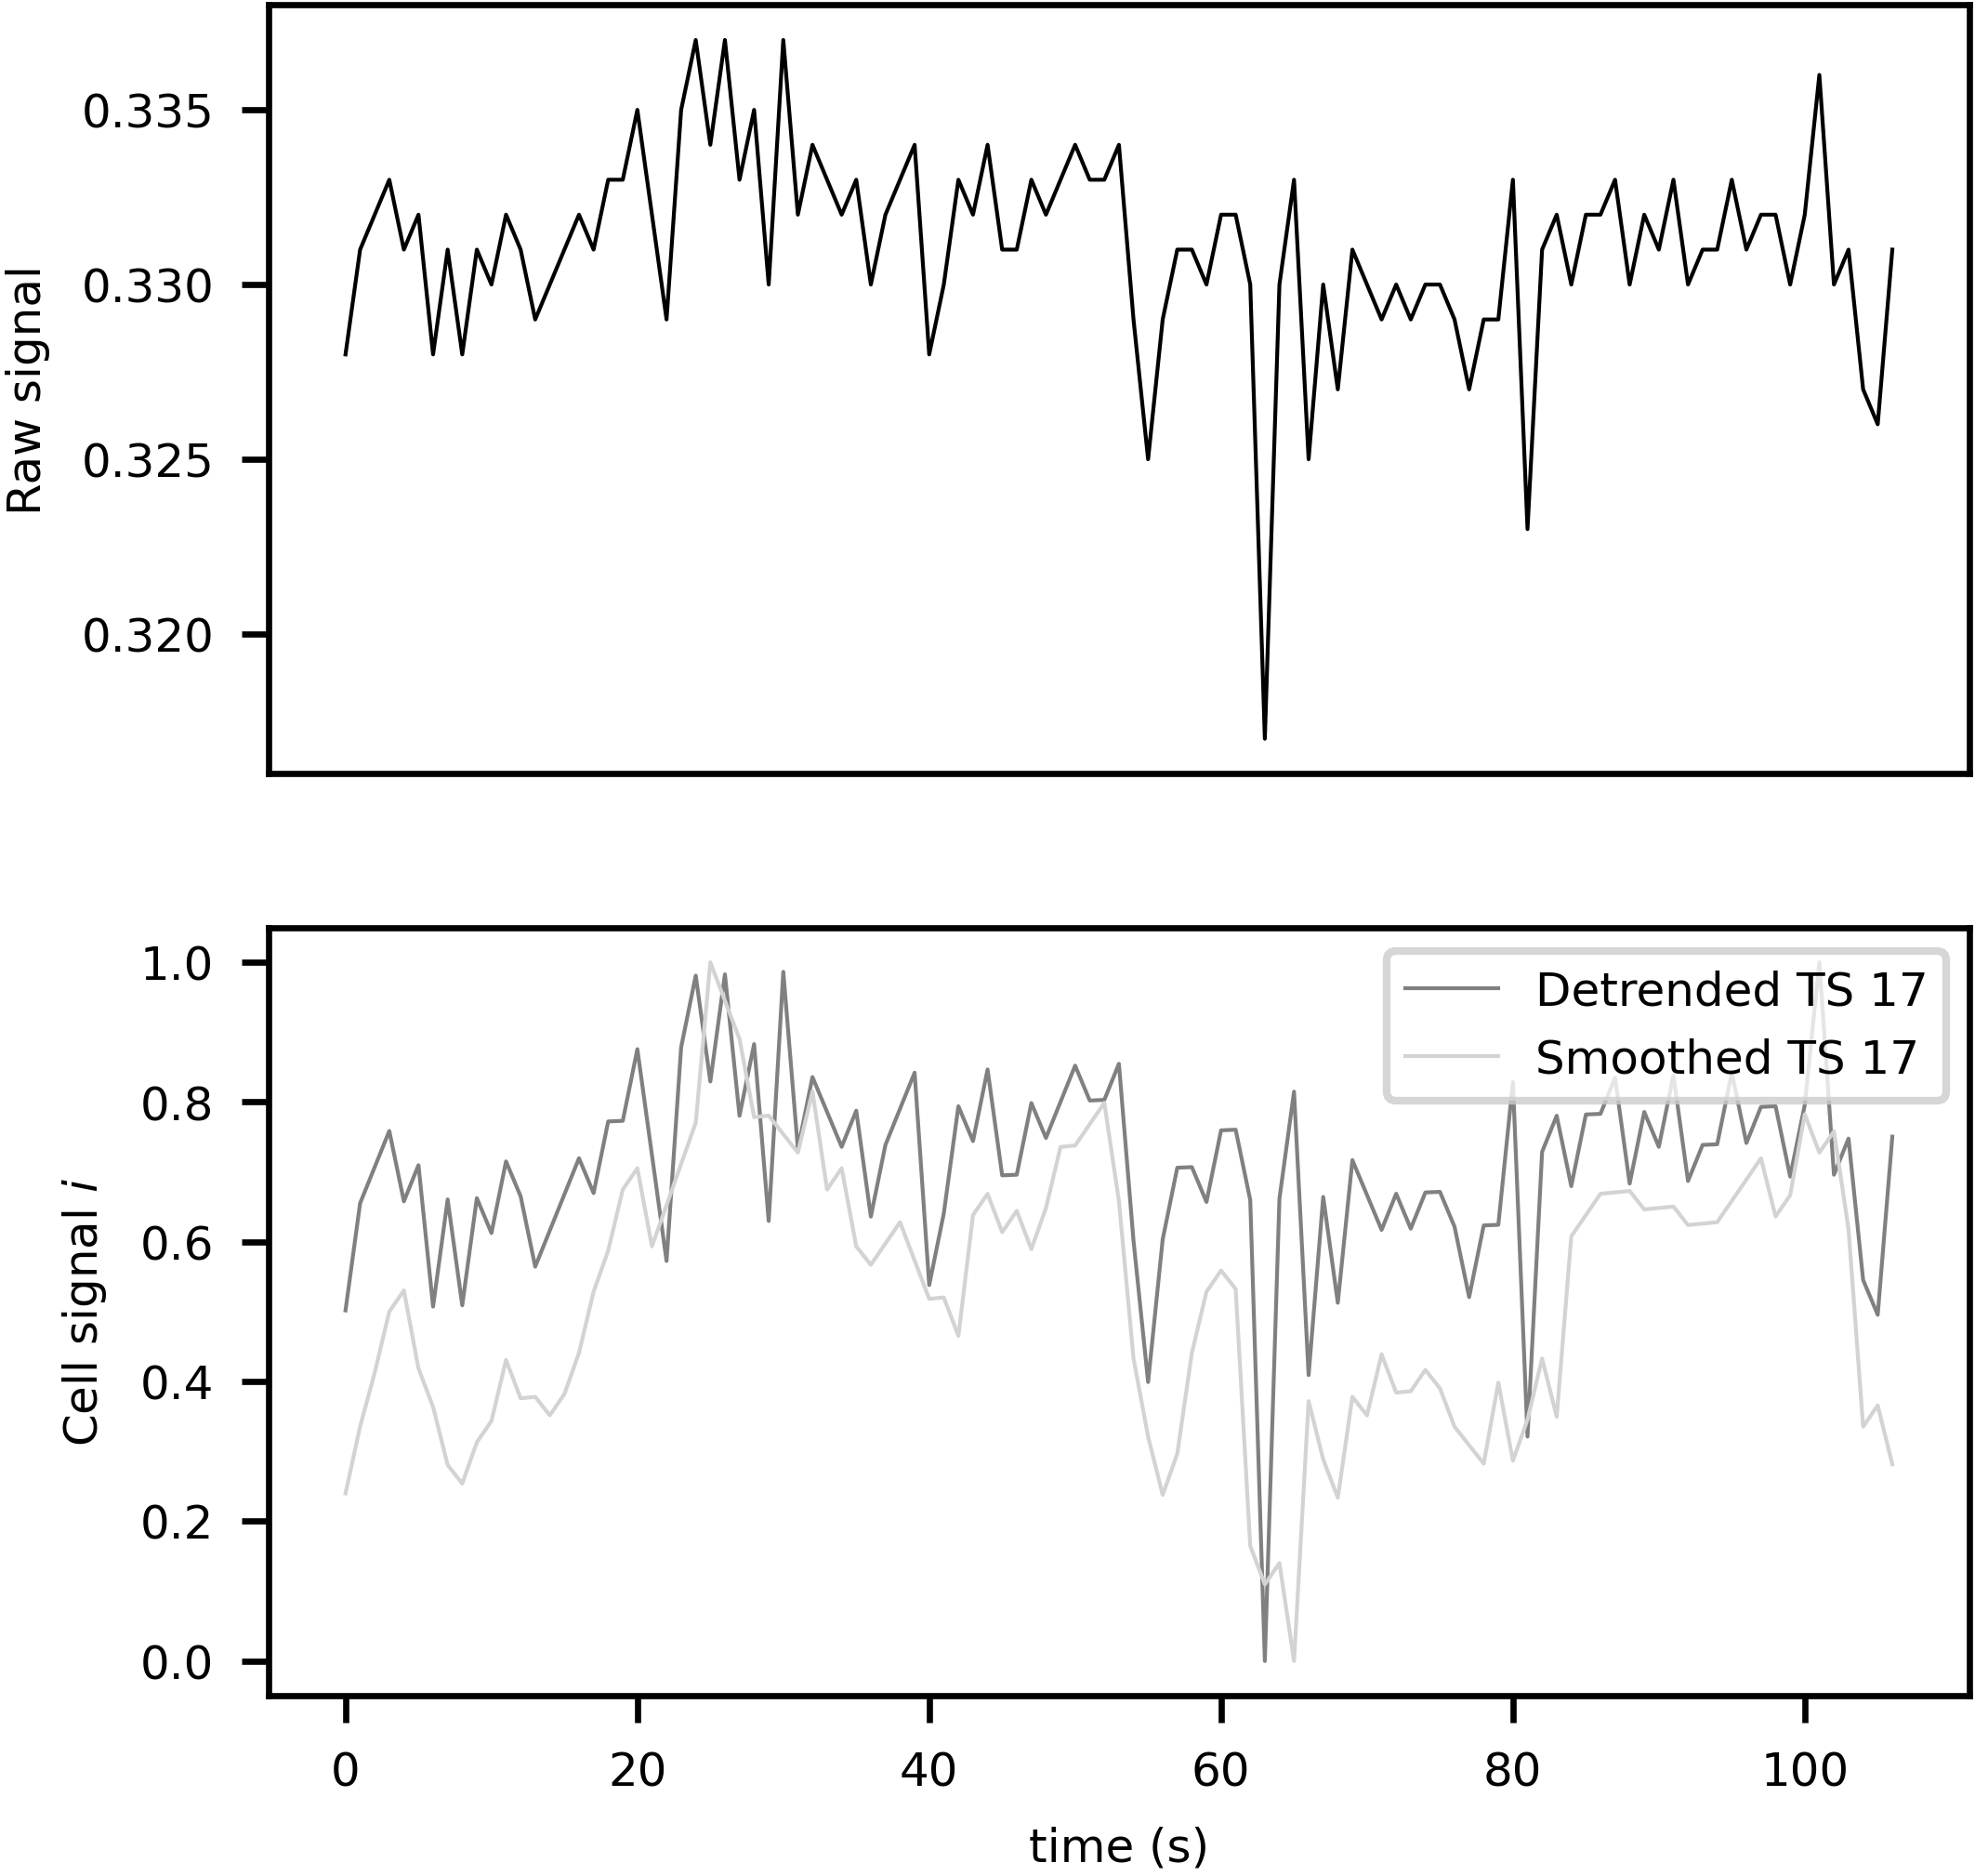 Raw signal
0.335
0.330
0.325
0.320
Cell signal i
1.0
0.8
0.6
0.4
0.2
0.0
Detrended TS 17
Smoothed TS 17
0 20 40 60 80 100
time (s)